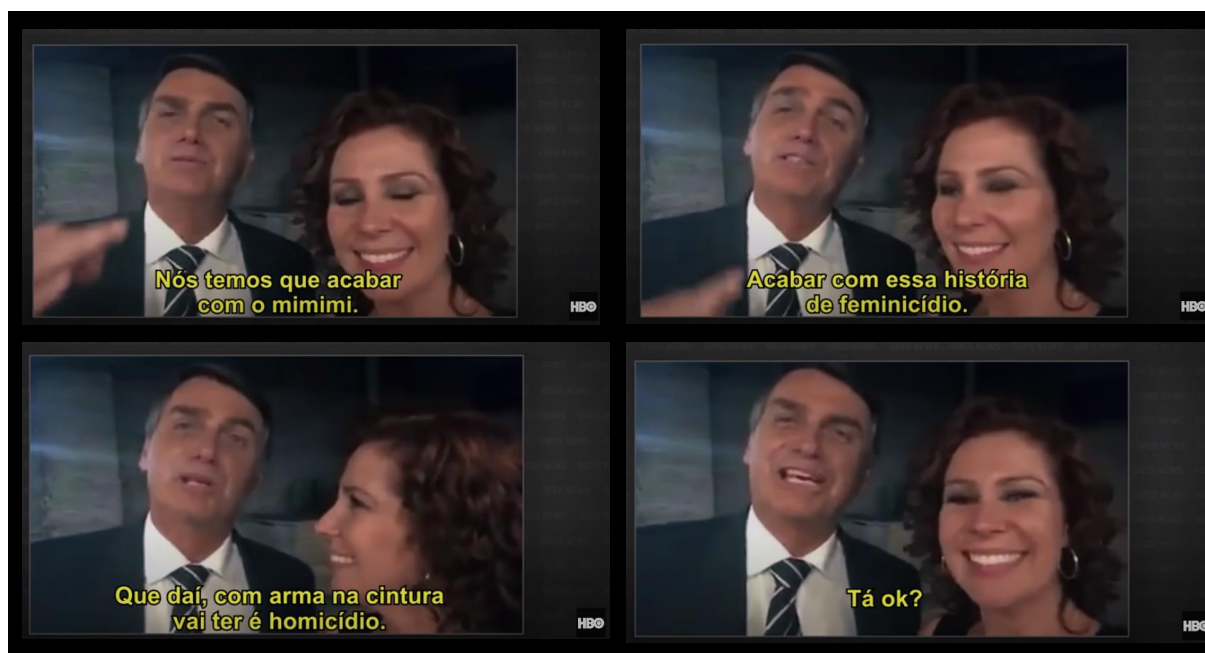 Nós temos que acabar
com o mimimi.
HBO
Acabar com essa história
de feminicídio.
HBO
Que daí, com arma na cintura
vai ter é homicídio.
HBO
Tá ok?
HBO